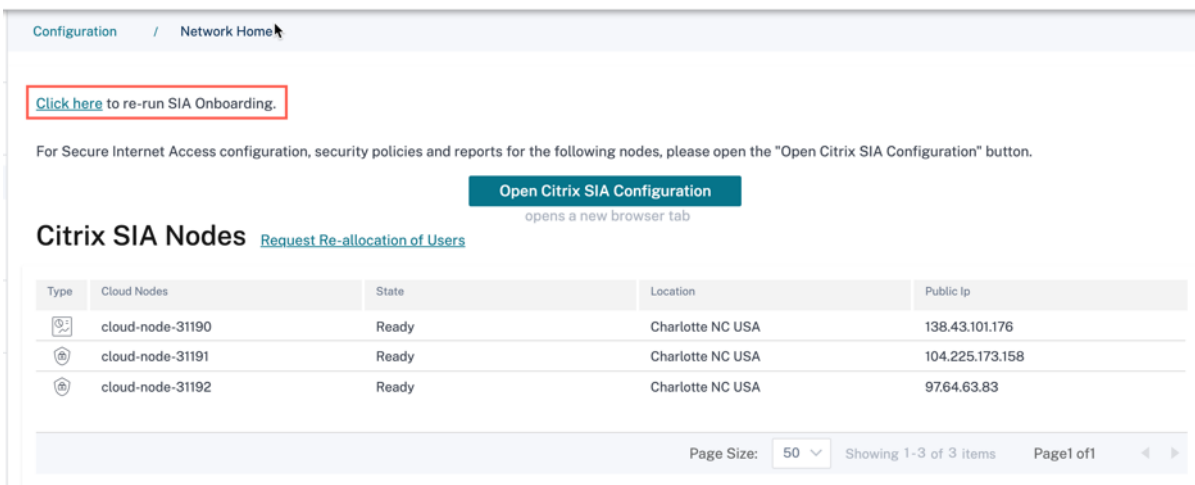 Configuration / Network Home
Click here to re-run SIA Onboarding.
For Secure Internet Access configuration, security policies and reports for the following nodes, please open the "Open Citrix SIA Configuration" button.
Open Citrix SIA Configuration
opens a new browser tab
Citrix SIA Nodes Request Re-allocation of Users
Type Cloud Nodes State Location Public Ip
cloud-node-31190 Ready Charlotte NC USA 138.43.101.176
cloud-node-31191 Ready Charlotte NC USA 104.225.173.158
cloud-node-31192 Ready Charlotte NC USA 97.64.63.83
Page Size: 50 Showing 1-3 of 3 items Page1 of1